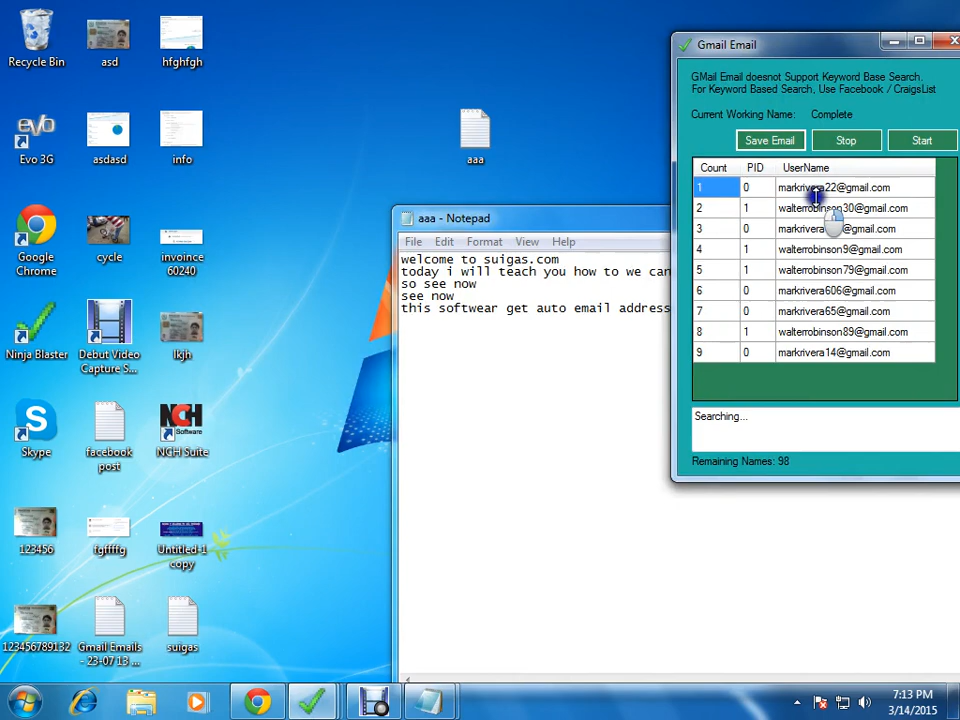 Recycle Bin
asd
hfghfgh
evo
Evo 3G
asdasd
info
aaa
Google
Chrome
cycle
invoince
60240
Ninja Blaster
Debut Video
Capture S...
lkjh
Skype
facebook
post
NCH
Software
NCH Suite
123456
fgffffg
Untitled-1
copy
123456789132
Gmail Emails
- 23-07 13 ...
suigas
aaa - Notepad
File Edit Format View Help
welcome to suigas.com
today i will teach you how to we can
so see now
see now
this softwear get auto email address
Gmail Email
GMail Email doesnot Support Keyword Base Search.
For Keyword Based Search, Use Facebook / CraigsList
Current Working Name: Complete
Save Email Stop Start
Count PID UserName
1 0 markrivera22@gmail.com
2 1 walterrobinson30@gmail.com
3 0
4 1 walterrobinson9@gmail.com
5 1 walterrobinson79@gmail.com
6 0 markrivera606@gmail.com
7 0 markrivera65@gmail.com
8 1 walterrobinson89@gmail.com
9 0 markrivera14@gmail.com
Searching...
Remaining Names: 98
7:13 PM
3/14/2015